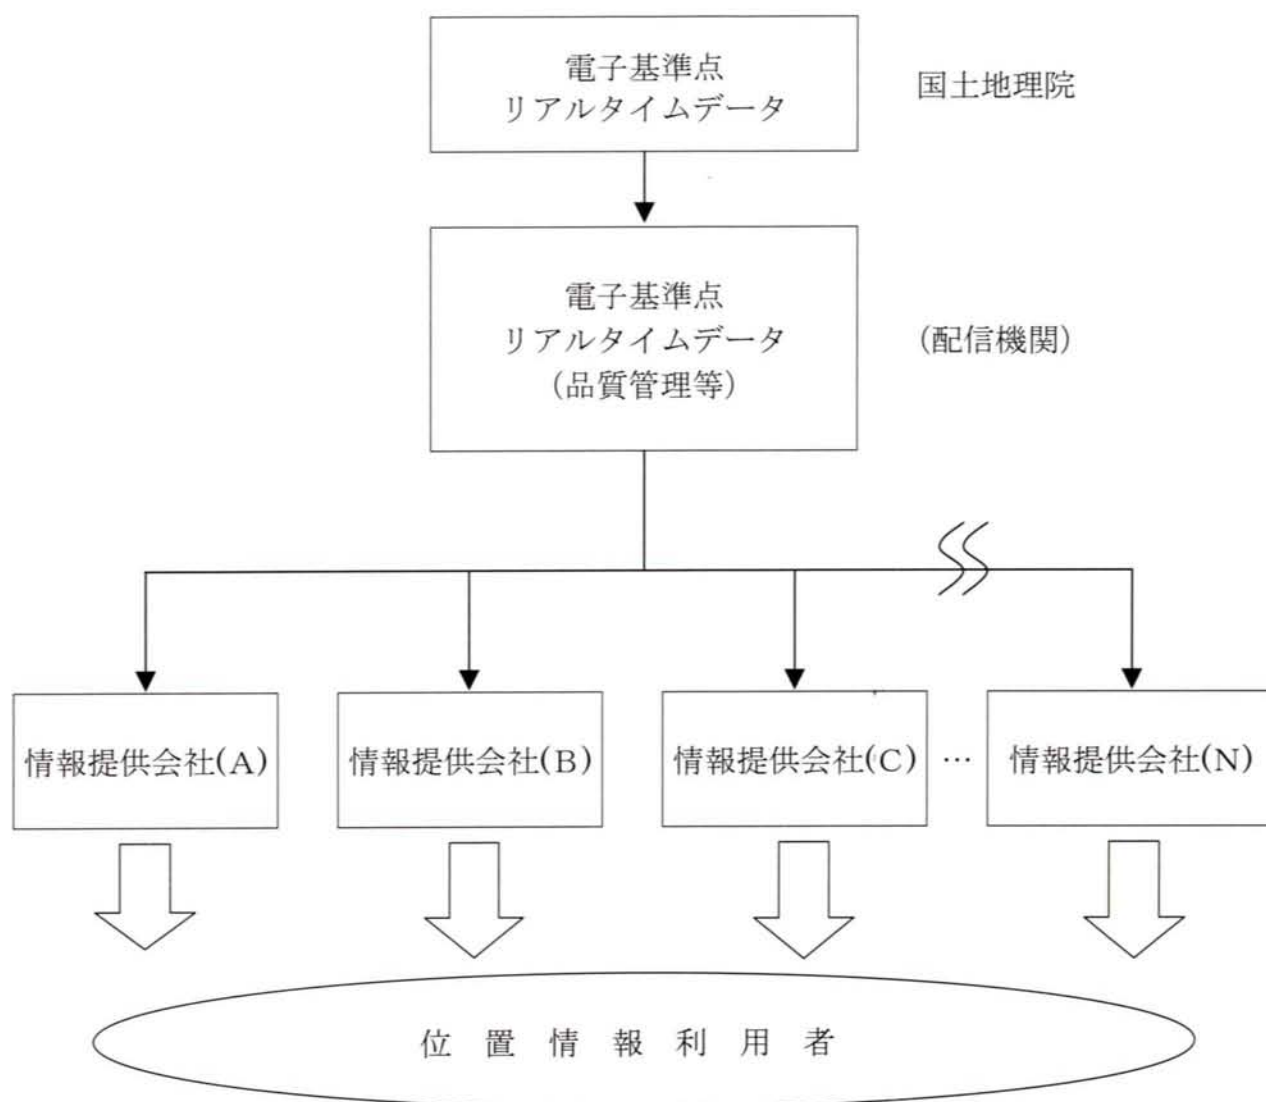 電子基準点
リアルタイムデータ
国土地理院
電子基準点
リアルタイムデータ
(品質管理等)
(配信機関)
情報提供会社(A)
情報提供会社(B)
情報提供会社(C)
…
情報提供会社(N)
位置情報利用者